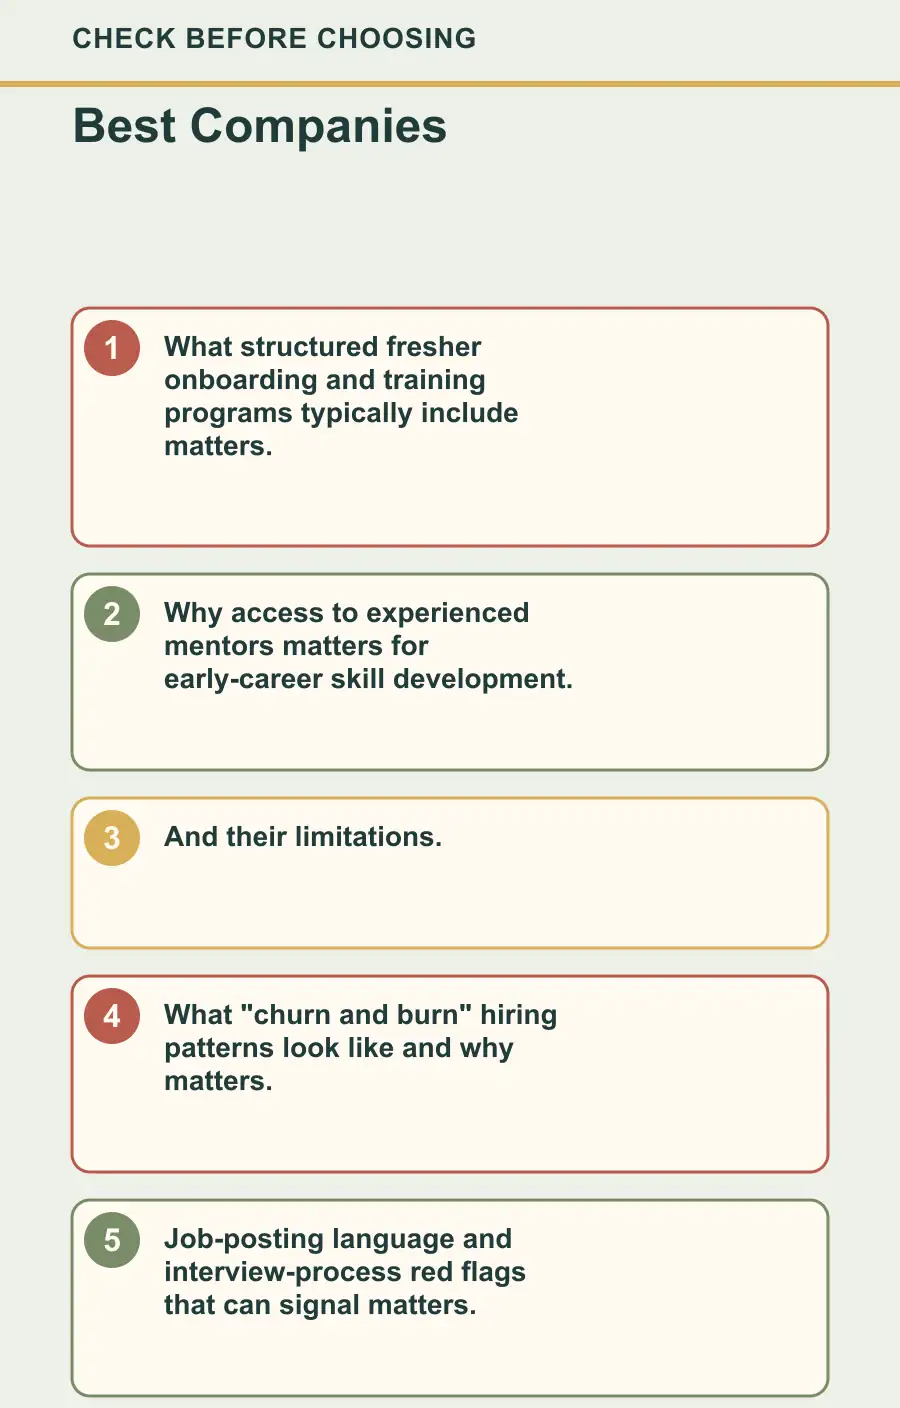 CHECK BEFORE CHOOSING
Best Companies
1
What structured fresher
onboarding and training
programs typically include
matters.
2
Why access to experienced
mentors matters for
early-career skill development.
3
And their limitations.
4
What "churn and burn" hiring
patterns look like and why
matters.
5
Job-posting language and
interview-process red flags
that can signal matters.